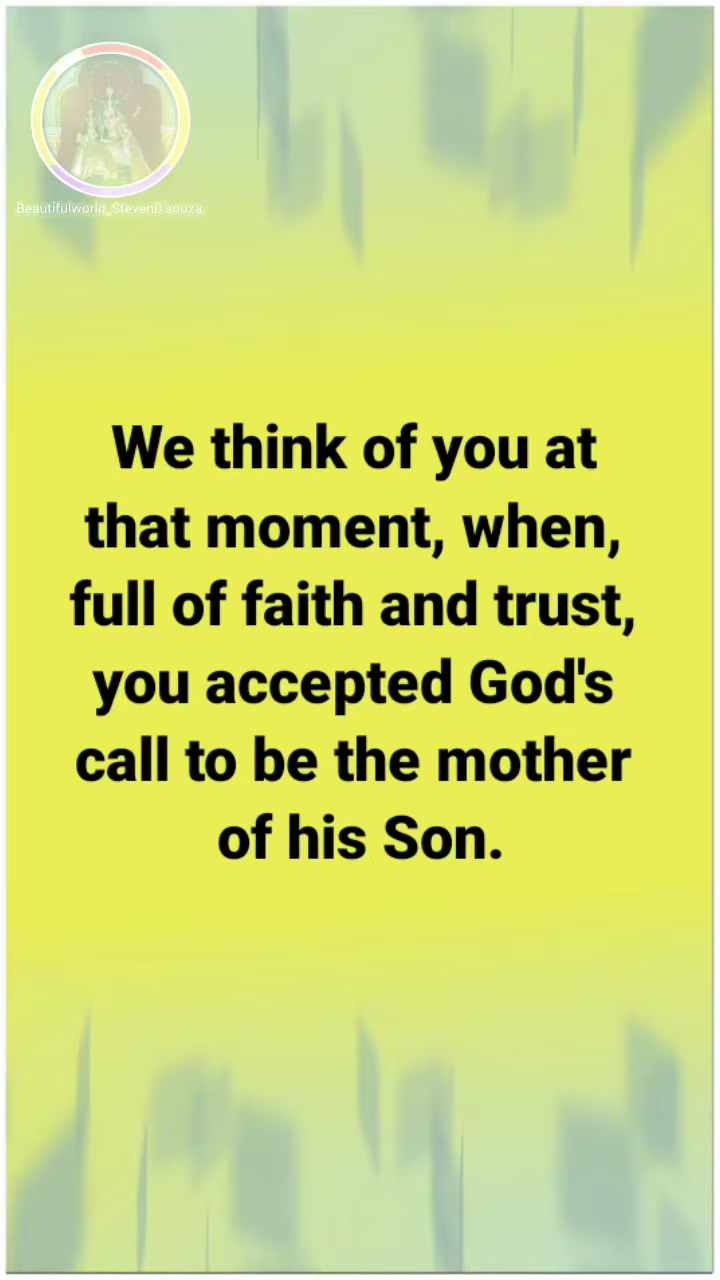 Beautifulworld_StevenD'souza
We think of you at
that moment, when,
full of faith and trust,
you accepted God's
call to be the mother
of his Son.